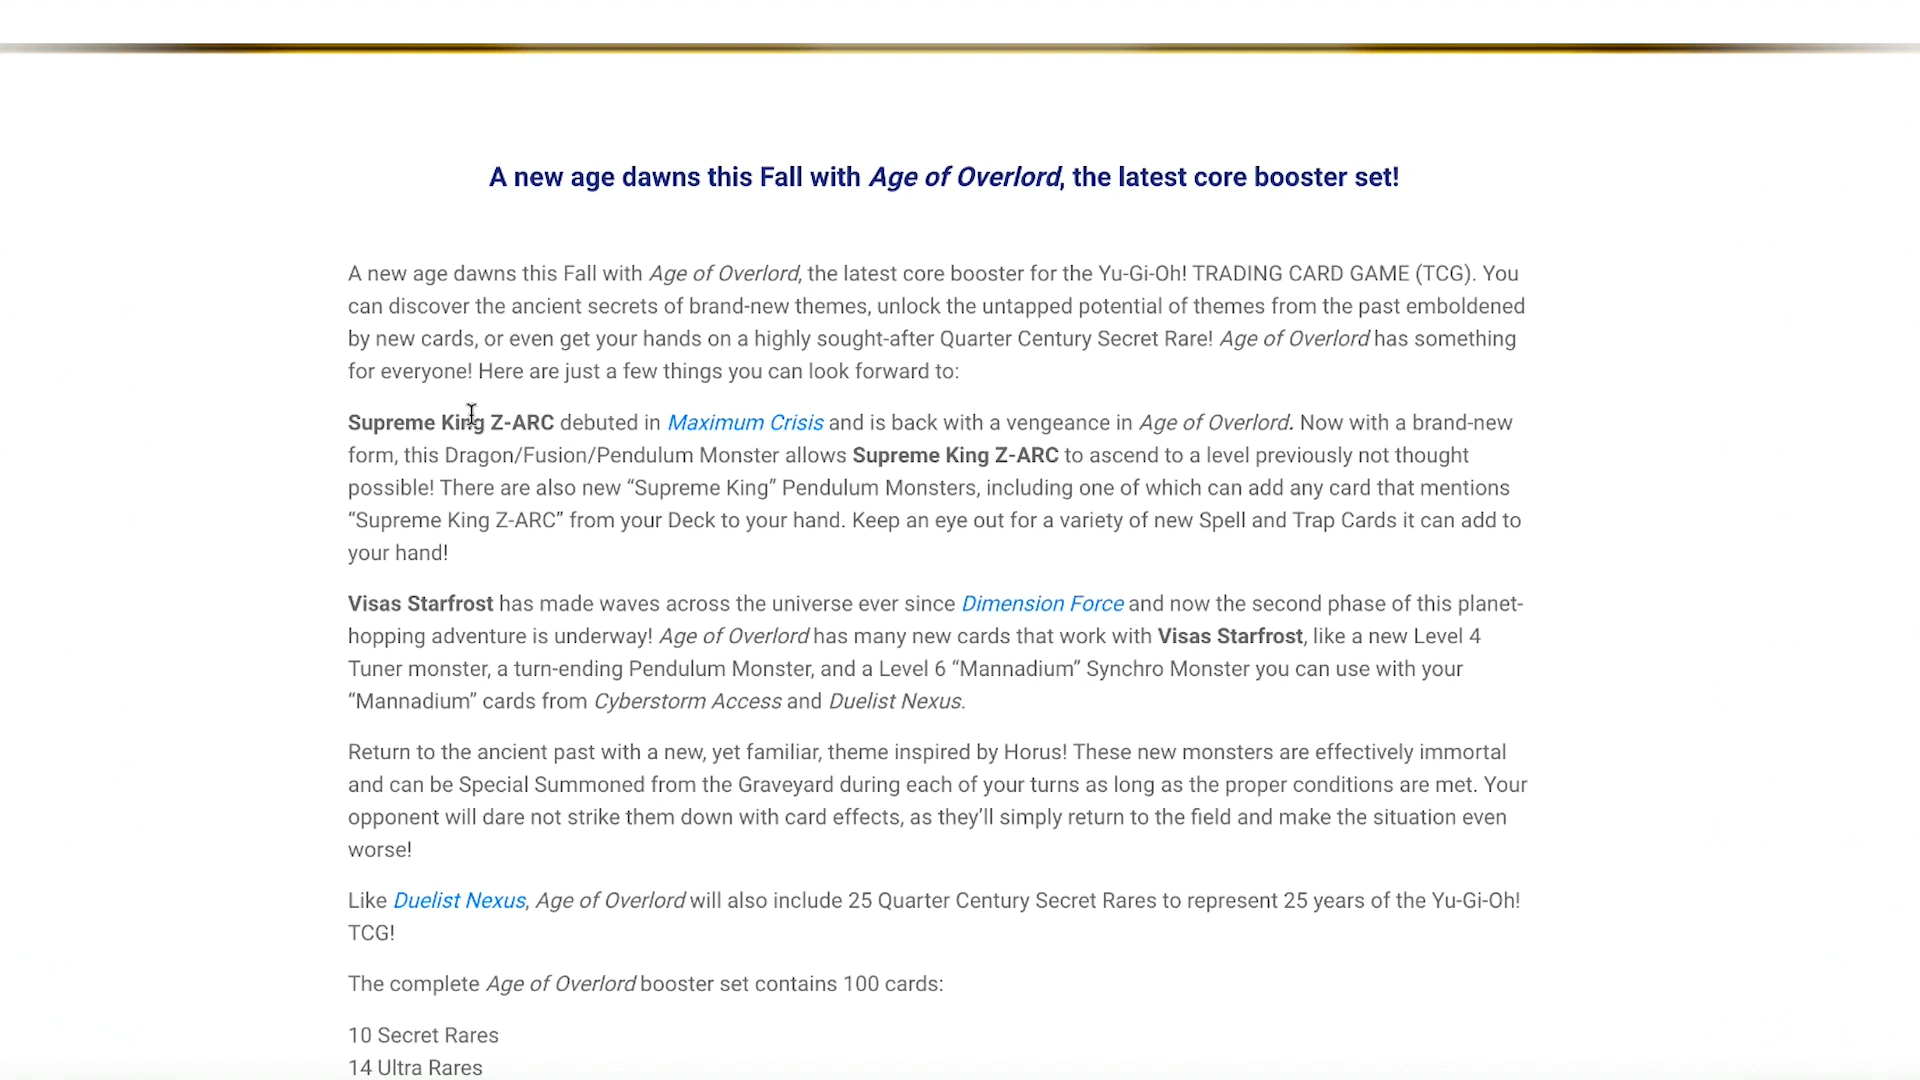 A new age dawns this Fall with Age of Overlord, the latest core booster set!
A new age dawns this Fall with Age of Overlord, the latest core booster for the Yu-Gi-Oh! TRADING CARD GAME (TCG). You
can discover the ancient secrets of brand-new themes, unlock the untapped potential of themes from the past emboldened
by new cards, or even get your hands on a highly sought-after Quarter Century Secret Rare! Age of Overlord has something
for everyone! Here are just a few things you can look forward to:
Supreme King Z-ARC debuted in Maximum Crisis and is back with a vengeance in Age of Overlord. Now with a brand-new
form, this Dragon/Fusion/Pendulum Monster allows Supreme King Z-ARC to ascend to a level previously not thought
possible! There are also new “Supreme King” Pendulum Monsters, including one of which can add any card that mentions
“Supreme King Z-ARC” from your Deck to your hand. Keep an eye out for a variety of new Spell and Trap Cards it can add to
your hand!
Visas Starfrost has made waves across the universe ever since Dimension Force and now the second phase of this planet-
hopping adventure is underway! Age of Overlord has many new cards that work with Visas Starfrost, like a new Level 4
Tuner monster, a turn-ending Pendulum Monster, and a Level 6 “Mannadium” Synchro Monster you can use with your
“Mannadium” cards from Cyberstorm Access and Duelist Nexus.
Return to the ancient past with a new, yet familiar, theme inspired by Horus! These new monsters are effectively immortal
and can be Special Summoned from the Graveyard during each of your turns as long as the proper conditions are met. Your
opponent will dare not strike them down with card effects, as they’ll simply return to the field and make the situation even
worse!
Like Duelist Nexus, Age of Overlord will also include 25 Quarter Century Secret Rares to represent 25 years of the Yu-Gi-Oh!
TCG!
The complete Age of Overlord booster set contains 100 cards:
10 Secret Rares
14 Ultra Rares